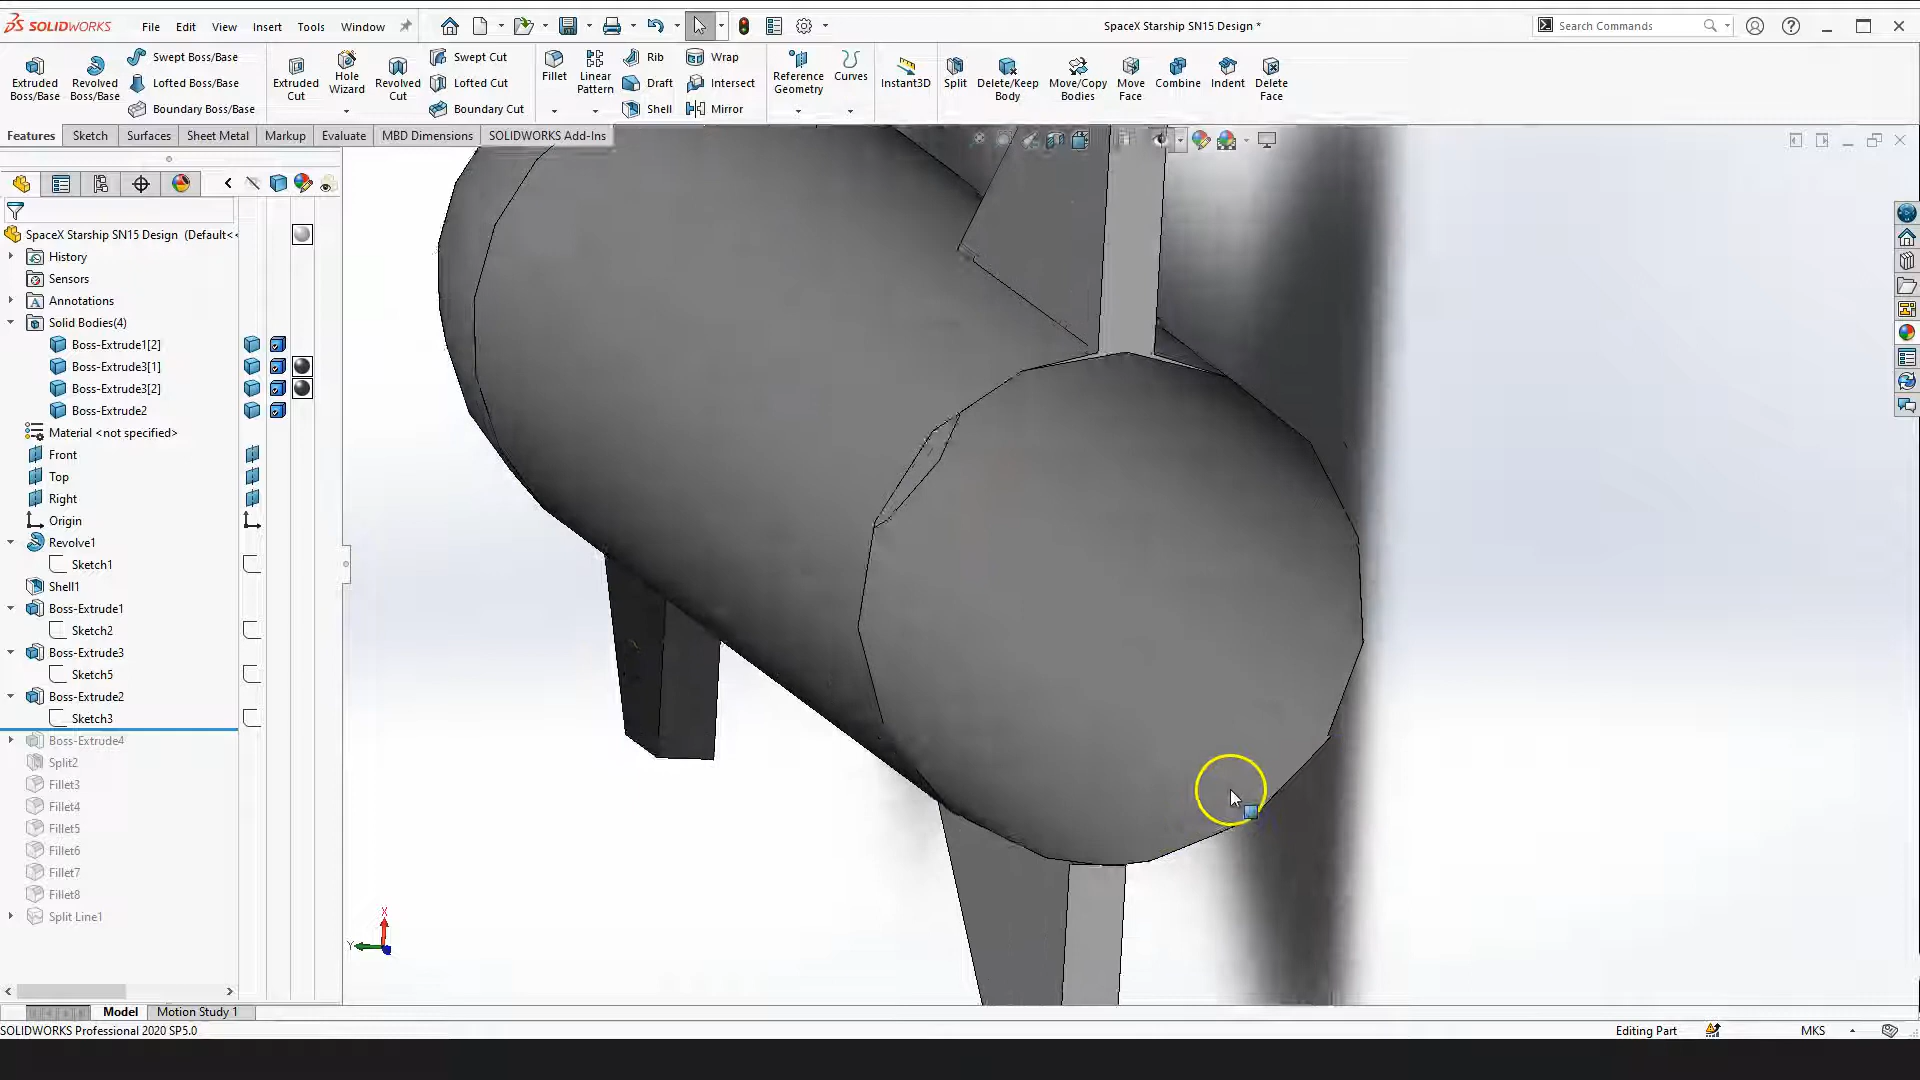 SOLIDWORKS File Edit View Insert Tools Window SpaceX Starship SN15 Design * Search Commands
Extruded Boss/Base
Revolved Boss/Base
Swept Boss/Base
Lofted Boss/Base
Boundary Boss/Base
Extruded Cut
Hole Wizard
Revolved Cut
Swept Cut
Lofted Cut
Boundary Cut
Fillet
Linear Pattern
Rib
Draft
Shell
Wrap
Intersect
Mirror
Reference Geometry
Curves
Instant3D
Split
Delete/Keep Body
Move/Copy Bodies
Move Face
Combine
Indent
Delete Face
Features Sketch Surfaces Sheet Metal Markup Evaluate MBD Dimensions SOLIDWORKS Add-Ins
SpaceX Starship SN15 Design (Default<<
History
Sensors
Annotations
Solid Bodies(4)
Boss-Extrude1[2]
Boss-Extrude3[1]
Boss-Extrude3[2]
Boss-Extrude2
Material <not specified>
Front
Top
Right
Origin
Revolve1
Sketch1
Shell1
Boss-Extrude1
Sketch2
Boss-Extrude3
Sketch5
Boss-Extrude2
Sketch3
Boss-Extrude4
Split2
Fillet3
Fillet4
Fillet5
Fillet6
Fillet7
Fillet8
Split Line1
X
Y
Model Motion Study 1
SOLIDWORKS Professional 2020 SP5.0 Editing Part MKS